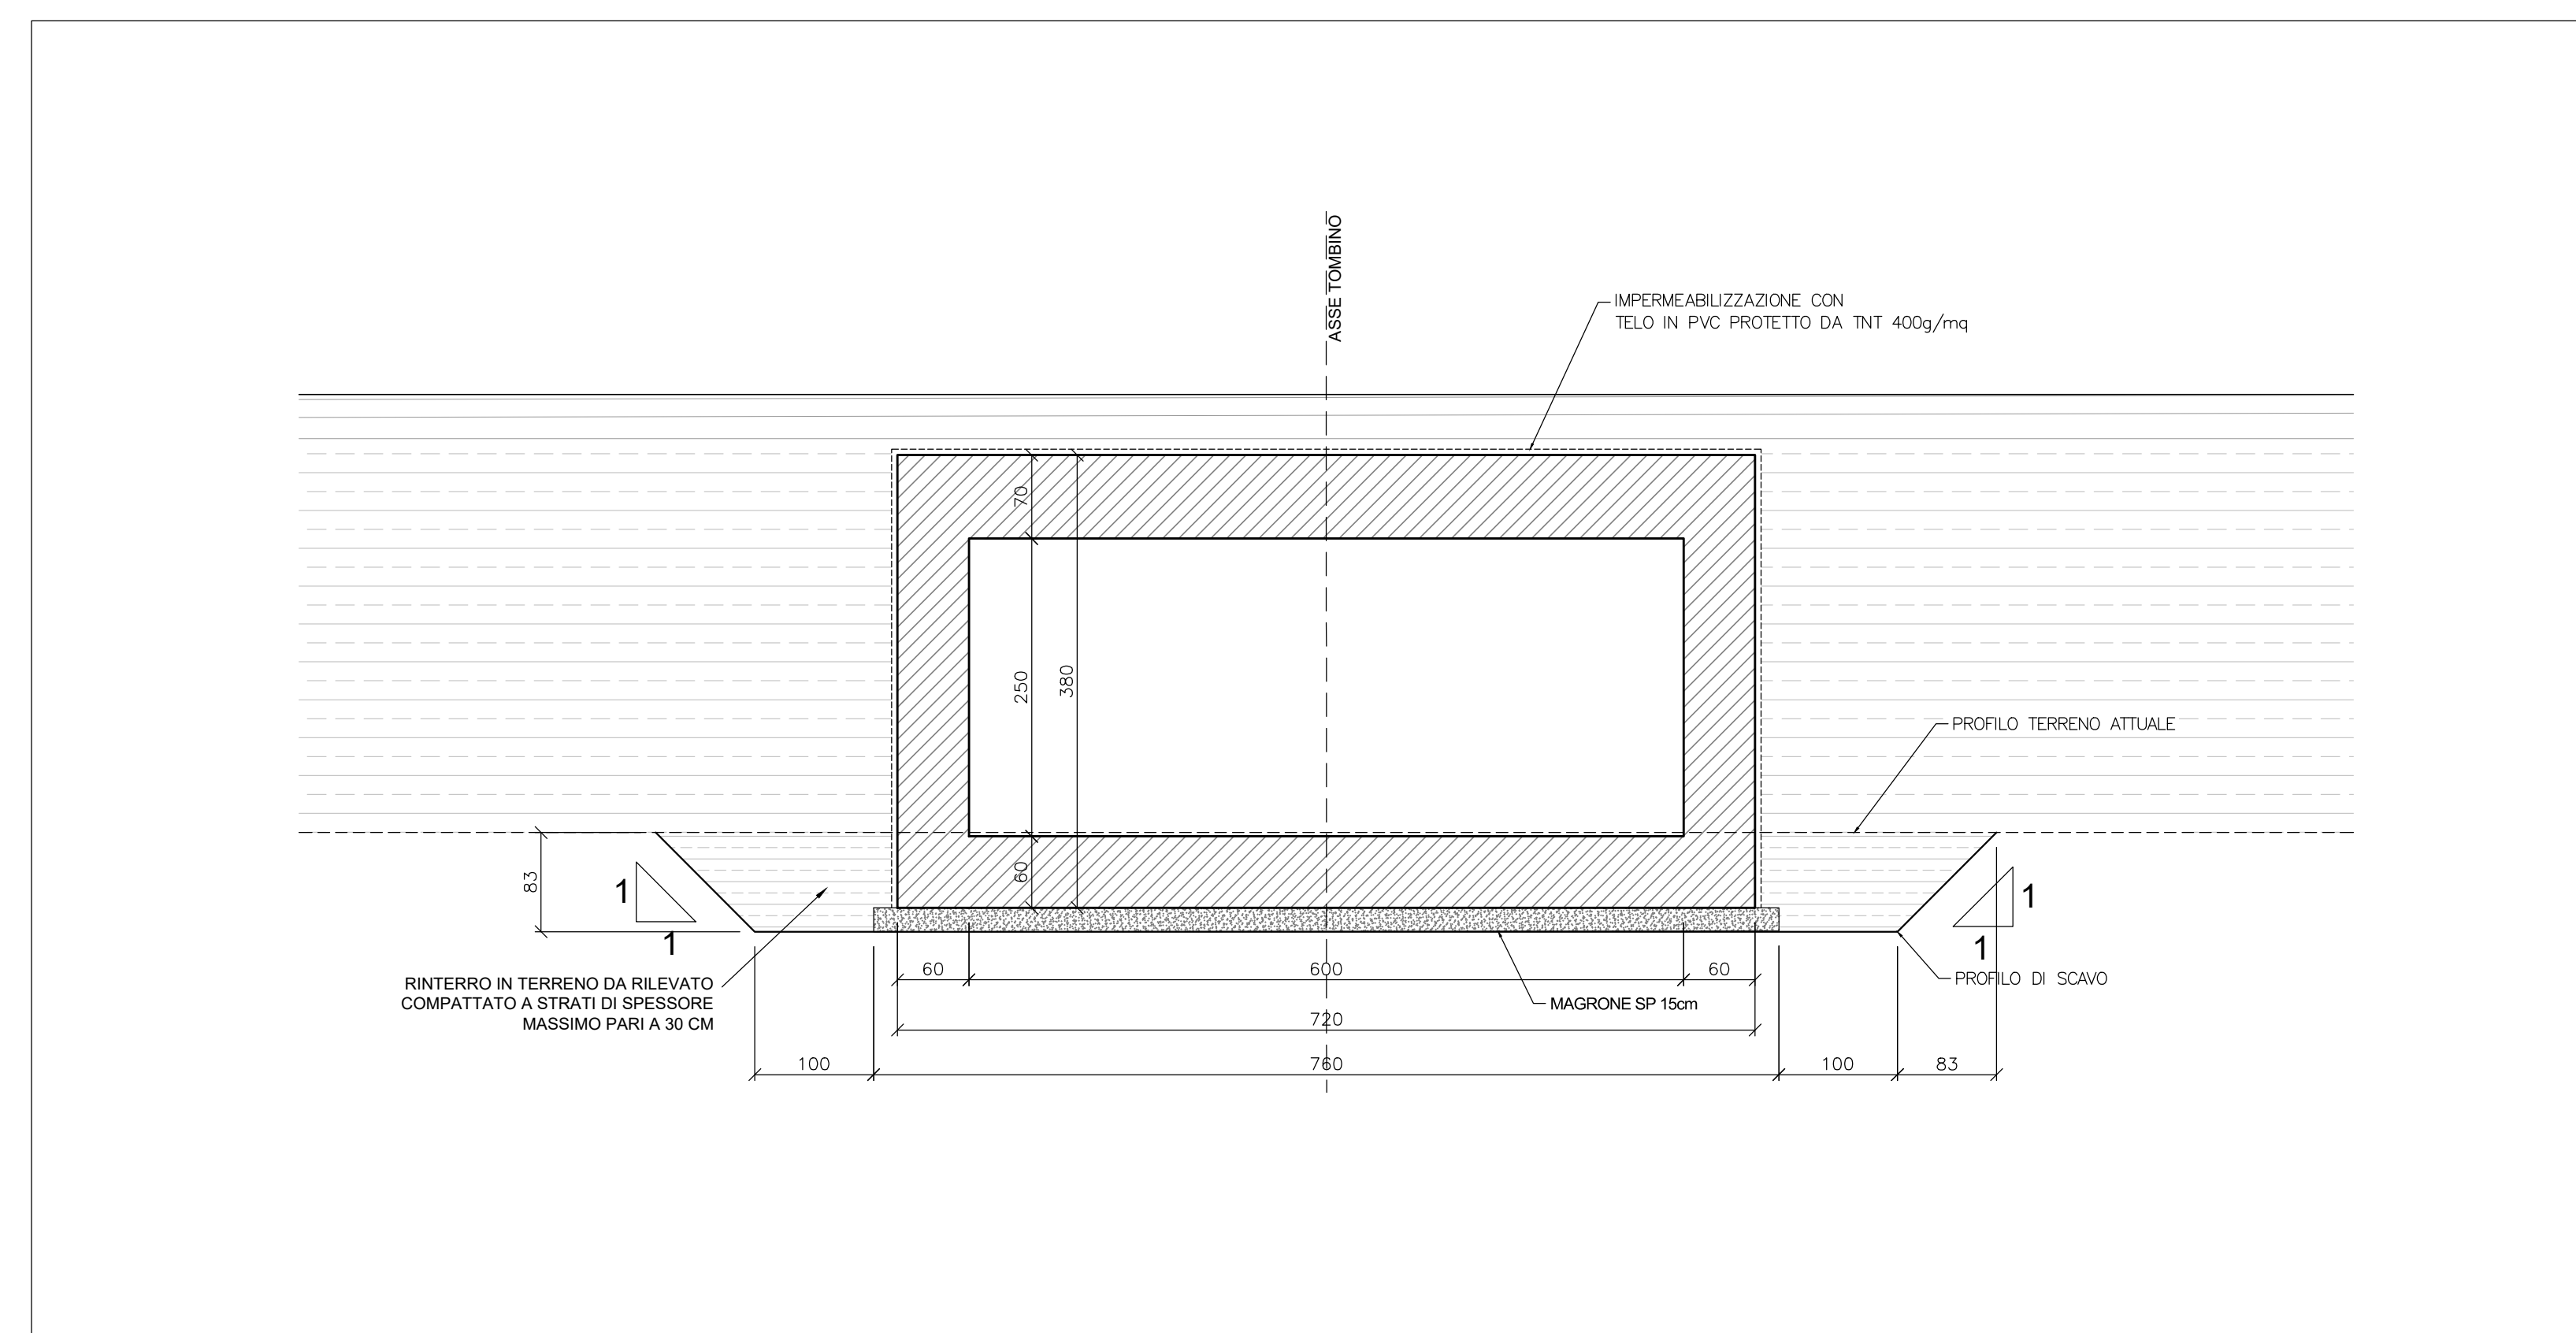 ASSE TOMBINO
IMPERMEABILIZZAZIONE CON
TELO IN PVC PROTETTO DA TNT 400g/mq
70
250
380
60
PROFILO TERRENO ATTUALE
83
1
1
1
1
RINTERRO IN TERRENO DA RILEVATO
COMPATTATO A STRATI DI SPESSORE
MASSIMO PARI A 30 CM
60
600
60
PROFILO DI SCAVO
MAGRONE SP 15cm
720
100
760
100
83